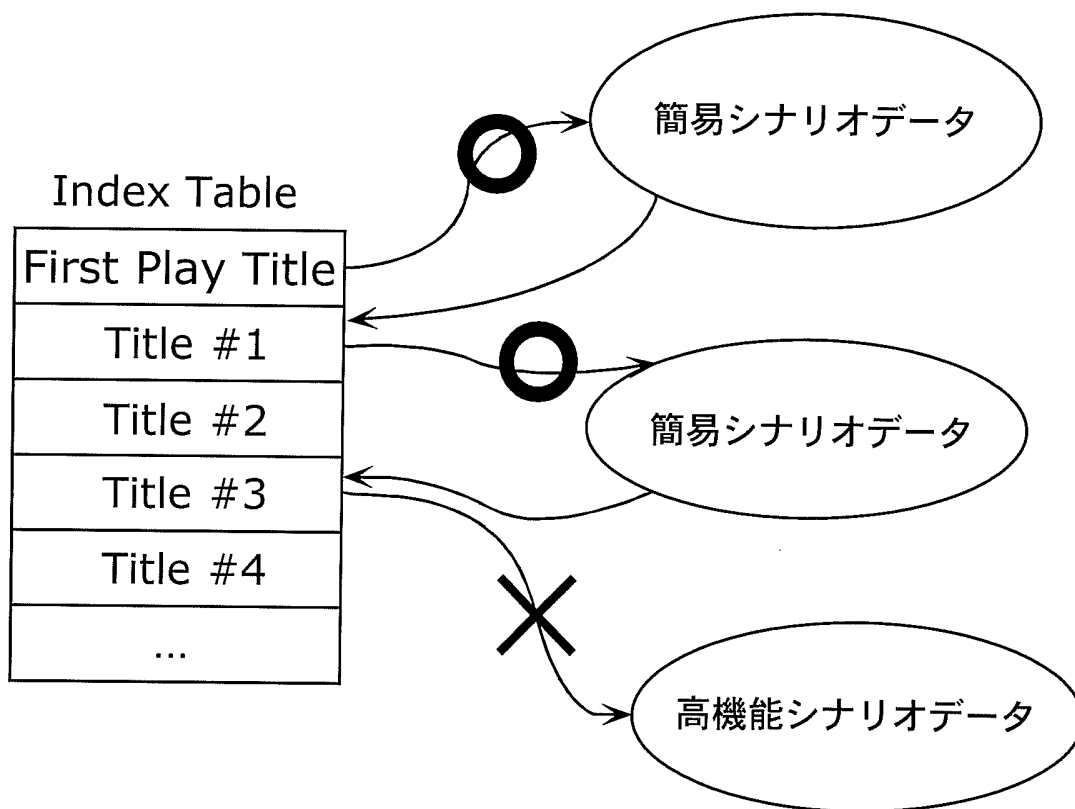 Index Table
First Play Title
Title #1
Title #2
Title #3
Title #4
...
簡易シナリオデータ
簡易シナリオデータ
高機能シナリオデータ